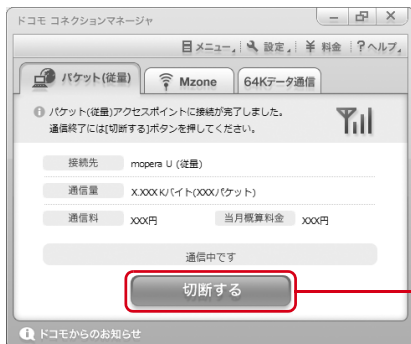 ドコモ コネクションマネージャ
メニュー 設定 ¥ 料金 ?ヘルプ
パケット(従量) Mzone 64Kデータ通信
パケット(従量)アクセスポイントに接続が完了しました。
通信終了には[切断する]ボタンを押してください。
接続先 mopera U (従量)
通信量 X.XXX Kバイト(XXXパケット)
通信料 XXX円 当月概算料金 XXX円
通信中です
切断する
ドコモからのお知らせ